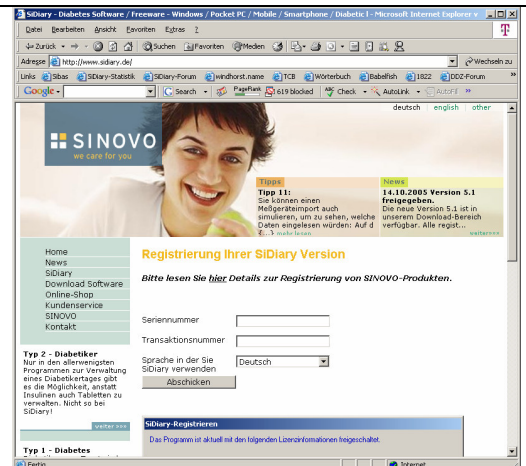 SiDiary - Diabetes Software / Freeware - Windows / Pocket PC / Mobile / Smartphone / Diabetic l - Microsoft Internet Explorer v
Datei Bearbeiten Ansicht Favoriten Extras ?
Zurück Suchen Favoriten Medien
Adresse http://www.sidiary.de/ Wechseln zu
Links Sibas SiDiary-Statistik SiDiary-Forum windhorst.name TCB Wörterbuch Babelfish 1822 DDZ-Forum »
Google Search PageRank 619 blocked ABC Check AutoLink AutoFill »
deutsch english other
SINOVO
we care for you
Tipps
Tipp 11:
Sie können einen
Meßgeräteimport auch
simulieren, um zu sehen, welche
Daten eingelesen würden: Auf d
{...} mehr lesen
News
14.10.2005 Version 5.1
freigegeben.
Die neue Version 5.1 ist in
unserem Download-Bereich
verfügbar. Alle regist...
weiter>>>
Home
News
SiDiary
Download Software
Online-Shop
Kundenservice
SINOVO
Kontakt
Typ 2 - Diabetiker
Nur in den allerwenigsten
Programmen zur Verwaltung
eines Diabetikertages gibt
es die Möglichkeit, anstatt
Insulinen auch Tabletten zu
verwalten. Nicht so bei
SiDiary!
weiter >>>
Typ 1 - Diabetes
Registrierung Ihrer SiDiary Version
Bitte lesen Sie hier Details zur Registrierung von SINOVO-Produkten.
Seriennummer
Transaktionsnummer
Sprache in der Sie
SiDiary verwenden
Deutsch
Abschicken
SiDiary-Registrieren
Das Programm ist aktuell mit den folgenden Lizenzinformationen freigeschaltet.
Fertig Internet